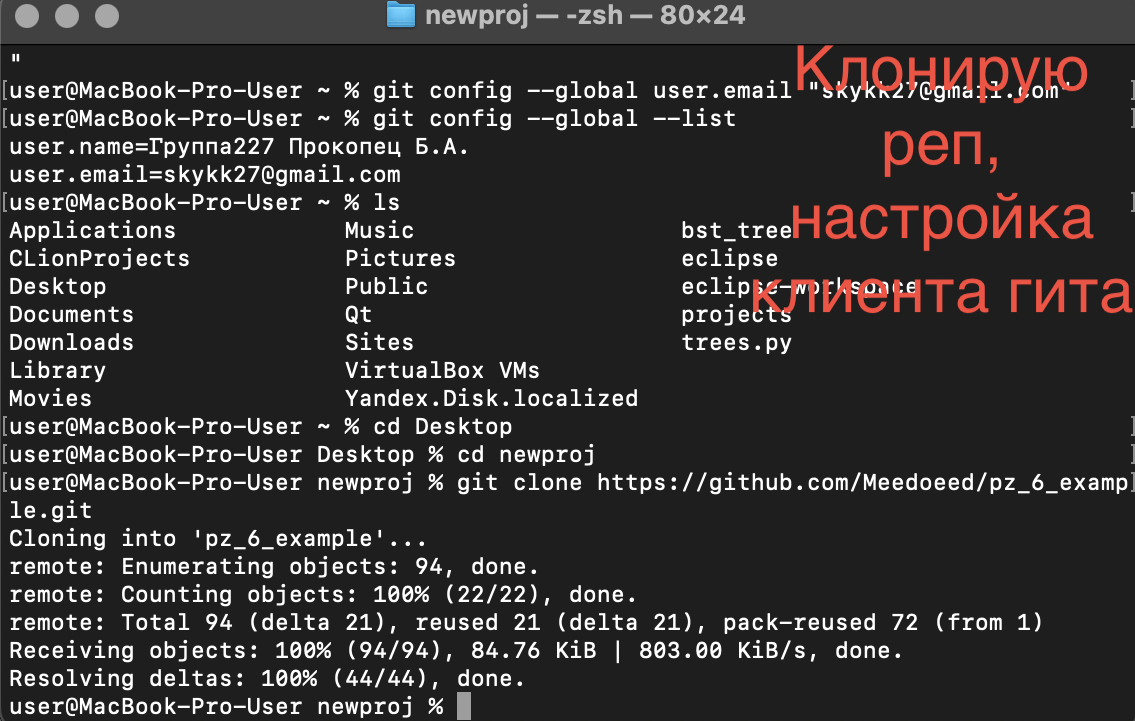 newproj — -zsh — 80×24
"
user@MacBook-Pro-User ~ % git config --global user.email "skykk27@gmail.com"
user@MacBook-Pro-User ~ % git config --global --list
user.name=Группа227 Прокопец Б.А.
user.email=skykk27@gmail.com
user@MacBook-Pro-User ~ % ls
Applications Music bst_tree
CLionProjects Pictures eclipse
Desktop Public eclipse-workspace
Documents Qt projects
Downloads Sites trees.py
Library VirtualBox VMs
Movies Yandex.Disk.localized
user@MacBook-Pro-User ~ % cd Desktop
user@MacBook-Pro-User Desktop % cd newproj
user@MacBook-Pro-User newproj % git clone https://github.com/Meedoeed/pz_6_examp
le.git
Cloning into 'pz_6_example'...
remote: Enumerating objects: 94, done.
remote: Counting objects: 100% (22/22), done.
remote: Total 94 (delta 21), reused 21 (delta 21), pack-reused 72 (from 1)
Receiving objects: 100% (94/94), 84.76 KiB | 803.00 KiB/s, done.
Resolving deltas: 100% (44/44), done.
user@MacBook-Pro-User newproj %
Клонирую
реп,
настройка
клиента гита